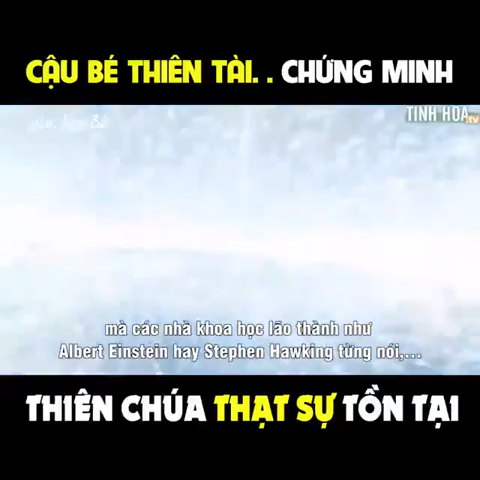 CẬU BÉ THIÊN TÀI. . CHỨNG MINH
TINH HOA.tv
mà các nhà khoa học lão thành như
Albert Einstein hay Stephen Hawking từng nói,...
THIÊN CHÚA THẬT SỰ TỒN TẠI